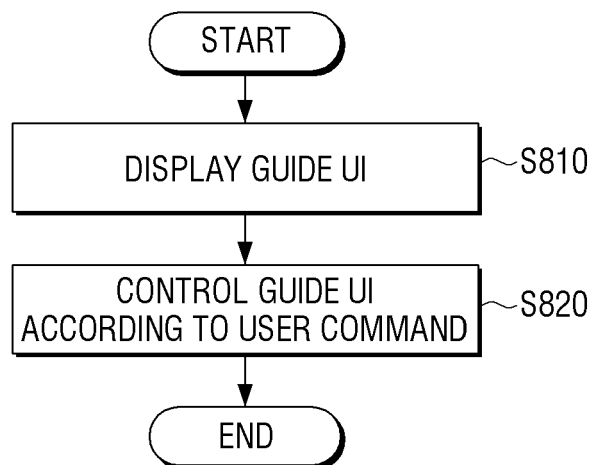 START
DISPLAY GUIDE UI
S810
CONTROL GUIDE UI
ACCORDING TO USER COMMAND
S820
END